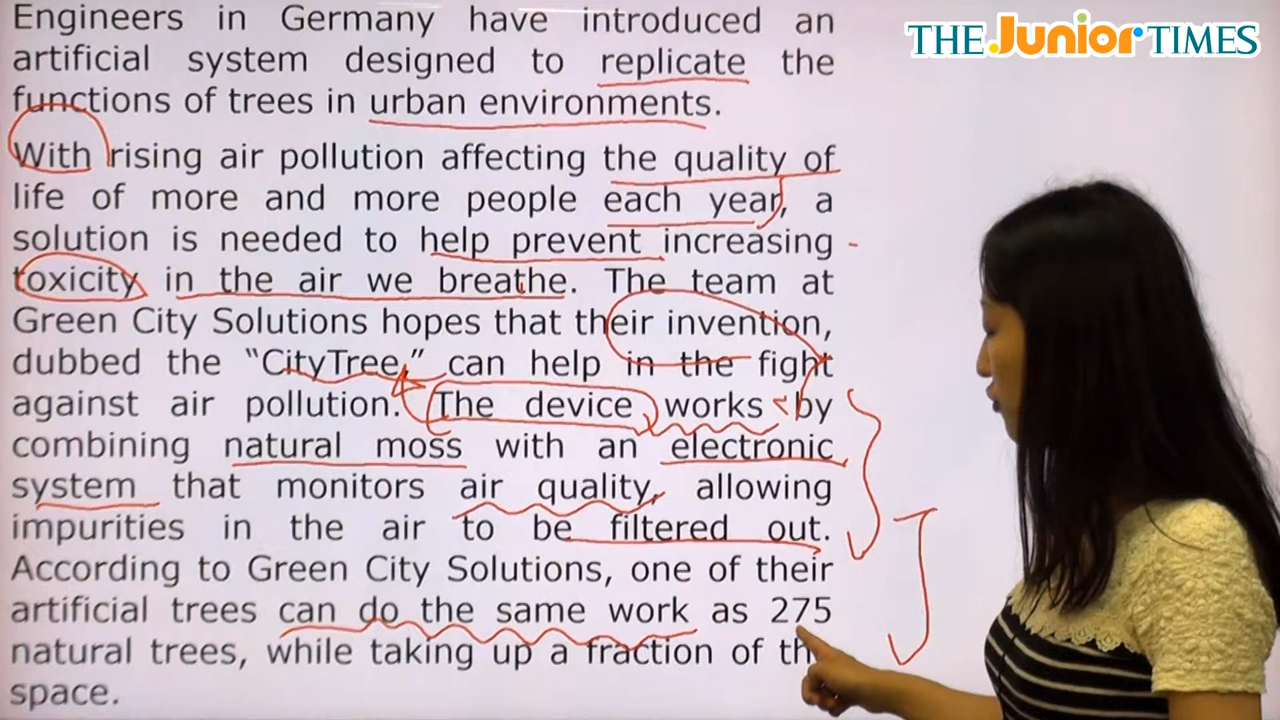 THE Junior TIMES
Engineers in Germany have introduced an
artificial system designed to replicate the
functions of trees in urban environments.
With rising air pollution affecting the quality of
life of more and more people each year, a
solution is needed to help prevent increasing
toxicity in the air we breathe. The team at
Green City Solutions hopes that their invention,
dubbed the “CityTree,” can help in the fight
against air pollution. The device works by
combining natural moss with an electronic
system that monitors air quality, allowing
impurities in the air to be filtered out.
According to Green City Solutions, one of their
artificial trees can do the same work as 275
natural trees, while taking up a fraction of
space.